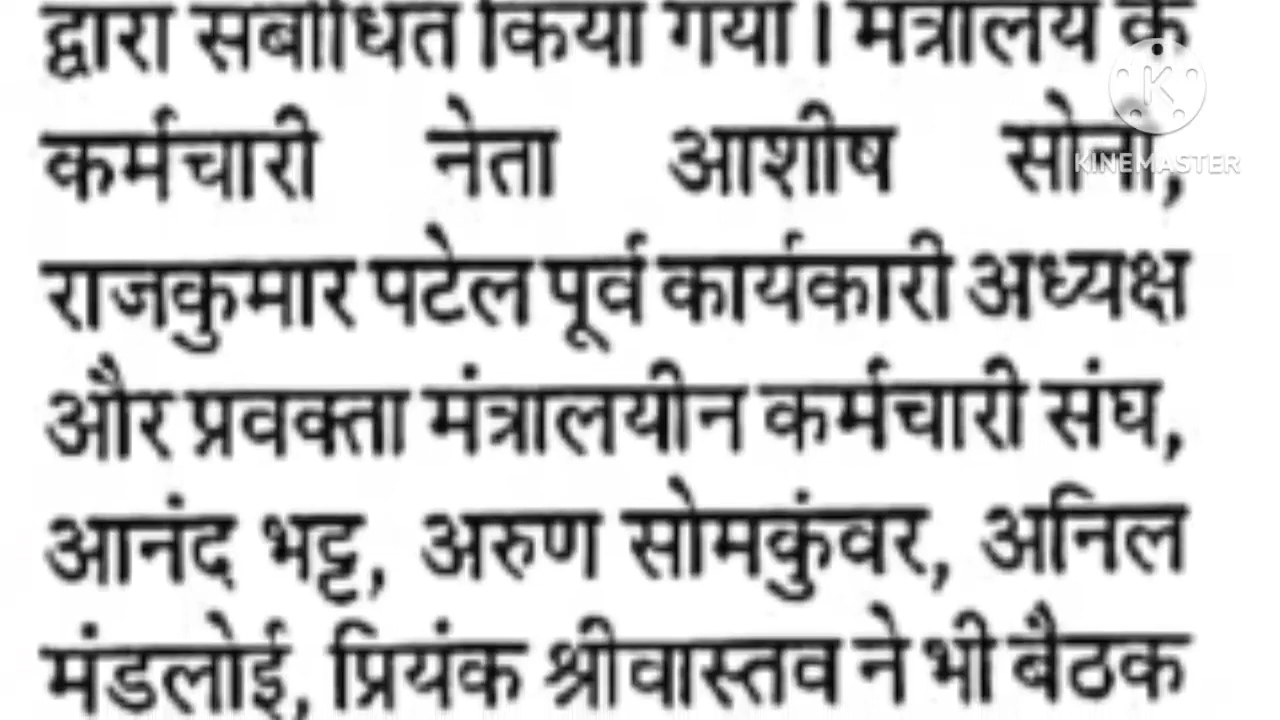 द्वारा संबोधित किया गया। मंत्रालय के
कर्मचारी नेता आशीष सोनी,
राजकुमार पटेल पूर्व कार्यकारी अध्यक्ष
और प्रवक्ता मंत्रालयीन कर्मचारी संघ,
आनंद भट्ट, अरुण सोमकुंवर, अनिल
मंडलोई, प्रियंक श्रीवास्तव ने भी बैठक
K
KINEMASTER